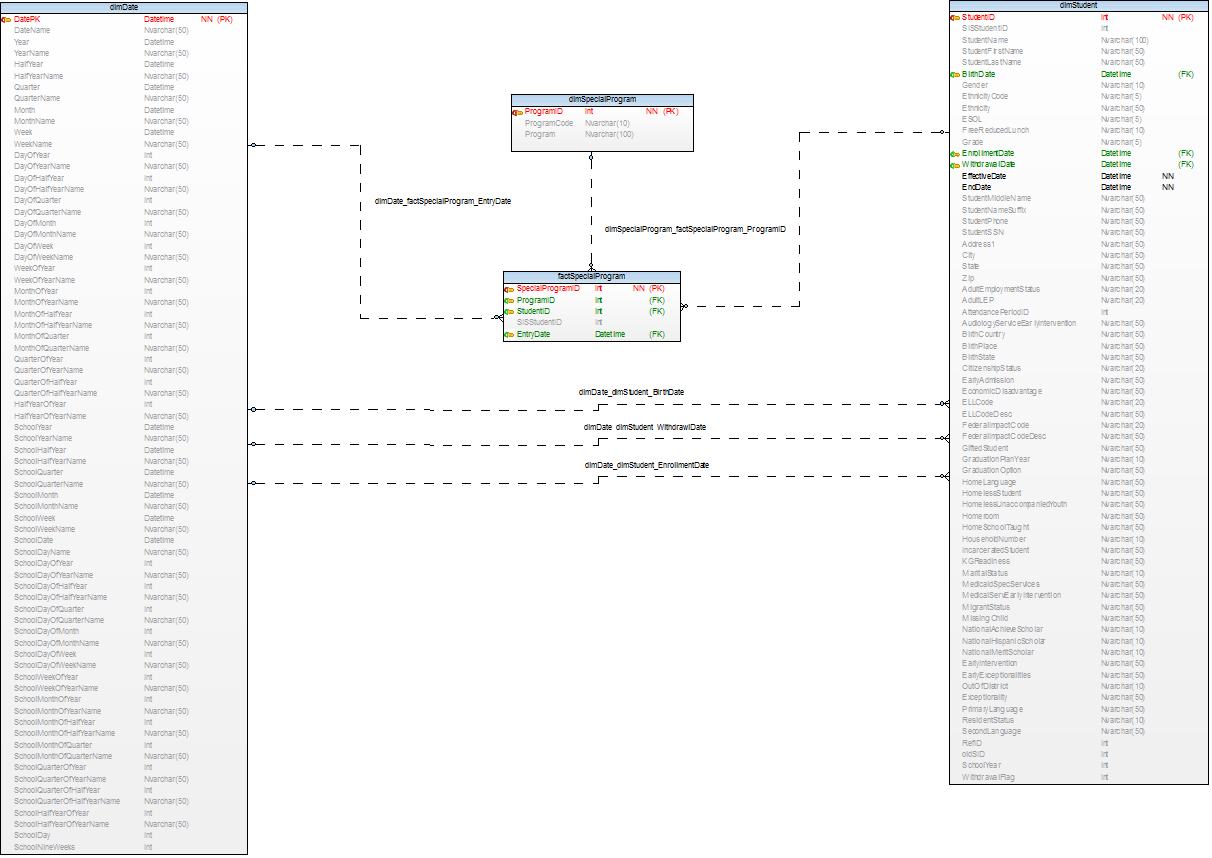 dimDate
DatePK Datetime NN (PK)
DateName Nvarchar(50)
Year Datetime
YearName Nvarchar(50)
HalfYear Datetime
HalfYearName Nvarchar(50)
Quarter Datetime
QuarterName Nvarchar(50)
Month Datetime
MonthName Nvarchar(50)
Week Datetime
WeekName Nvarchar(50)
DayOfYear Int
DayOfYearName Nvarchar(50)
DayOfHalfYear Int
DayOfHalfYearName Nvarchar(50)
DayOfQuarter Int
DayOfQuarterName Nvarchar(50)
DayOfMonth Int
DayOfMonthName Nvarchar(50)
DayOfWeek Int
DayOfWeekName Nvarchar(50)
WeekOfYear Int
WeekOfYearName Nvarchar(50)
MonthOfYear Int
MonthOfYearName Nvarchar(50)
MonthOfHalfYear Int
MonthOfHalfYearName Nvarchar(50)
MonthOfQuarter Int
MonthOfQuarterName Nvarchar(50)
QuarterOfYear Int
QuarterOfYearName Nvarchar(50)
QuarterOfHalfYear Int
QuarterOfHalfYearName Nvarchar(50)
HalfYearOfYear Int
HalfYearOfYearName Nvarchar(50)
SchoolYear Datetime
SchoolYearName Nvarchar(50)
SchoolHalfYear Datetime
SchoolHalfYearName Nvarchar(50)
SchoolQuarter Datetime
SchoolQuarterName Nvarchar(50)
SchoolMonth Datetime
SchoolMonthName Nvarchar(50)
SchoolWeek Datetime
SchoolWeekName Nvarchar(50)
SchoolDate Datetime
SchoolDayName Nvarchar(50)
SchoolDayOfYear Int
SchoolDayOfYearName Nvarchar(50)
SchoolDayOfHalfYear Int
SchoolDayOfHalfYearName Nvarchar(50)
SchoolDayOfQuarter Int
SchoolDayOfQuarterName Nvarchar(50)
SchoolDayOfMonth Int
SchoolDayOfMonthName Nvarchar(50)
SchoolDayOfWeek Int
SchoolDayOfWeekName Nvarchar(50)
SchoolWeekOfYear Int
SchoolWeekOfYearName Nvarchar(50)
SchoolMonthOfYear Int
SchoolMonthOfYearName Nvarchar(50)
SchoolMonthOfHalfYear Int
SchoolMonthOfHalfYearName Nvarchar(50)
SchoolMonthOfQuarter Int
SchoolMonthOfQuarterName Nvarchar(50)
SchoolQuarterOfYear Int
SchoolQuarterOfYearName Nvarchar(50)
SchoolQuarterOfHalfYear Int
SchoolQuarterOfHalfYearName Nvarchar(50)
SchoolHalfYearOfYear Int
SchoolHalfYearOfYearName Nvarchar(50)
SchoolDay Int
SchoolNineWeeks Int
dimSpecialProgram
ProgramID Int NN (PK)
ProgramCode Nvarchar(10)
Program Nvarchar(100)
dimDate_factSpecialProgram_EntryDate
dimSpecialProgram_factSpecialProgram_ProgramID
factSpecialProgram
SpecialProgramID Int NN (PK)
ProgramID Int (FK)
StudentID Int (FK)
SISStudentID Int
EntryDate Datetime (FK)
dimDate_dimStudent_BirthDate
dimDate_dimStudent_WithdrawlDate
dimDate_dimStudent_EnrollmentDate
dimStudent
StudentID Int NN (PK)
SISStudentID Int
StudentName Nvarchar(100)
StudentFirstName Nvarchar(50)
StudentLastName Nvarchar(50)
BirthDate Datetime (FK)
Gender Nvarchar(10)
EthnicityCode Nvarchar(5)
Ethnicity Nvarchar(50)
ESOL Nvarchar(5)
FreeReducedLunch Nvarchar(10)
Grade Nvarchar(5)
EnrollmentDate Datetime (FK)
WithdrawalDate Datetime (FK)
EffectiveDate Datetime NN
EndDate Datetime NN
StudentMiddleName Nvarchar(50)
StudentNameSuffix Nvarchar(50)
StudentPhone Nvarchar(50)
StudentSSN Nvarchar(50)
Address1 Nvarchar(50)
City Nvarchar(50)
State Nvarchar(50)
Zip Nvarchar(50)
AdultEmploymentStatus Nvarchar(20)
AdultLEP Nvarchar(20)
AttendancePeriodID Int
AudiologyServiceEarlyIntervention Nvarchar(50)
BirthCountry Nvarchar(50)
BirthPlace Nvarchar(50)
BirthState Nvarchar(50)
CitizenshipStatus Nvarchar(20)
EarlyAdmission Nvarchar(50)
EconomicDisadvantage Nvarchar(50)
ELLCode Nvarchar(20)
ELLCodeDesc Nvarchar(50)
FederalImpactCode Nvarchar(20)
FederalImpactCodeDesc Nvarchar(50)
GiftedStudent Nvarchar(50)
GraduationPlanYear Nvarchar(10)
GraduationOption Nvarchar(50)
HomeLanguage Nvarchar(50)
HomelessStudent Nvarchar(50)
HomelessUnaccompaniedYouth Nvarchar(50)
Homeroom Nvarchar(50)
HomeSchoolTaught Nvarchar(50)
HouseholdNumber Nvarchar(10)
IncarceratedStudent Nvarchar(50)
KGReadiness Nvarchar(50)
MaritalStatus Nvarchar(10)
MedicaidSpecServices Nvarchar(50)
MedicalServEarlyIntervention Nvarchar(50)
MigrantStatus Nvarchar(50)
MissingChild Nvarchar(50)
NationalAchieveScholar Nvarchar(10)
NationalHispanicScholar Nvarchar(10)
NationalMeritScholar Nvarchar(10)
EarlyIntervention Nvarchar(50)
EarlyExceptionalities Nvarchar(50)
OutOfDistrict Nvarchar(10)
Exceptionality Nvarchar(50)
PrimaryLanguage Nvarchar(50)
ResidentStatus Nvarchar(10)
SecondLanguage Nvarchar(50)
RefID Int
oldSID Int
SchoolYear Int
WithdrawalFlag Int